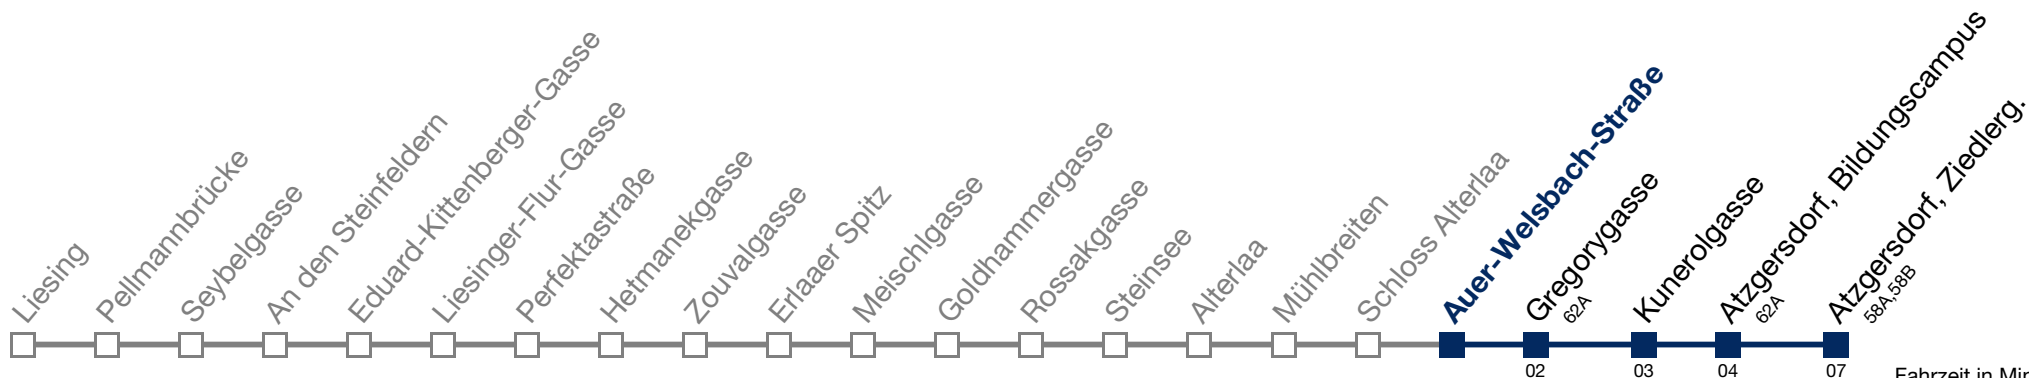 Liesing
Pellmannbrücke
Seybelgasse
An den Steinfeldern
Eduard-Kittenberger-Gasse
Liesinger-Flur-Gasse
Perfektastraße
Hetmanekgasse
Zouvalgasse
Erlaaer Spitz
Meischlgasse
Goldhammergasse
Rossakgasse
Steinsee
Alterlaa
Mühlbreiten
Schloss Alterlaa
Auer-Welsbach-Straße
Gregorygasse
62A
Kunerolgasse
Atzgersdorf, Bildungscampus
62A
Atzgersdorf, Ziedlerg.
58A,58B
02
03
04
07
Fahrzeit in